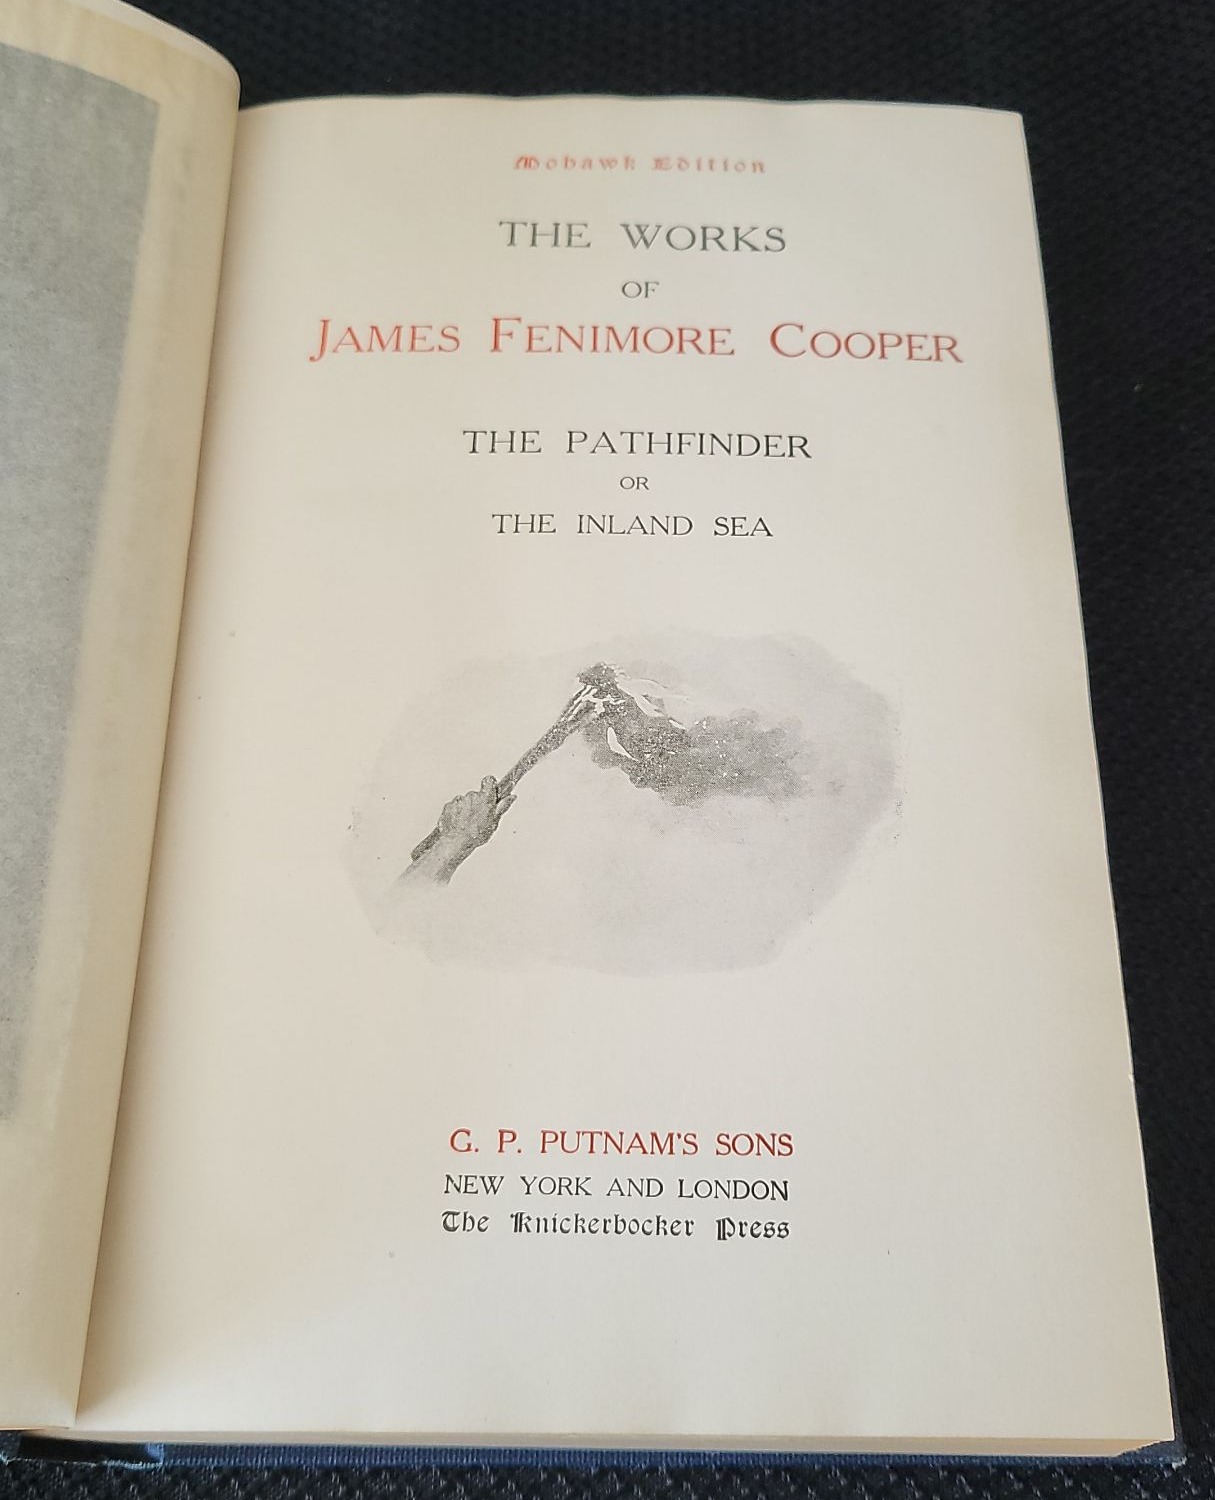 Mohawk Edition
THE WORKS
OF
JAMES FENIMORE COOPER
THE PATHFINDER
OR
THE INLAND SEA
G. P. PUTNAM'S SONS
NEW YORK AND LONDON
The Knickerbocker Press